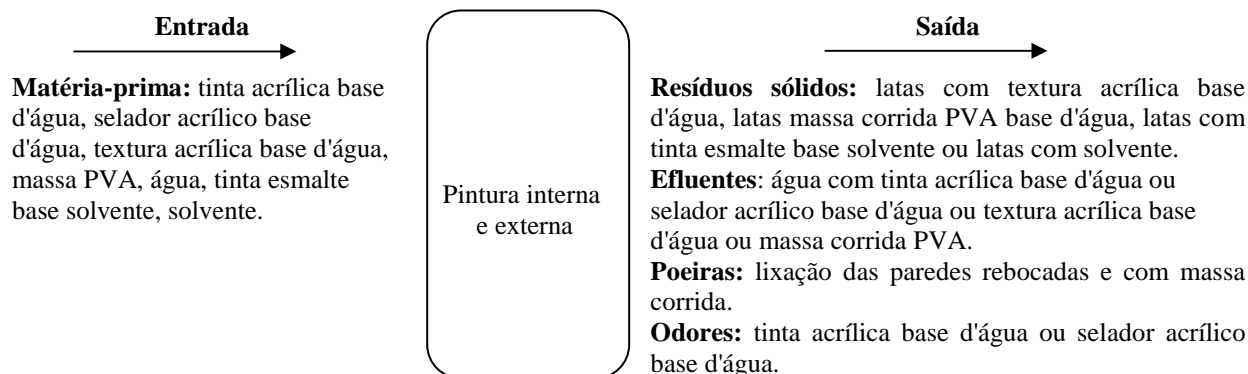 Entrada
Matéria-prima: tinta acrílica base
d'água, selador acrílico base
d'água, textura acrílica base d'água,
massa PVA, água, tinta esmalte
base solvente, solvente.
Pintura interna
e externa
Saída
Resíduos sólidos: latas com textura acrílica base
d'água, latas massa corrida PVA base d'água, latas com
tinta esmalte base solvente ou latas com solvente.
Efluentes: água com tinta acrílica base d'água ou
selador acrílico base d'água ou textura acrílica base
d'água ou massa corrida PVA.
Poeiras: lixação das paredes rebocadas e com massa
corrida.
Odores: tinta acrílica base d'água ou selador acrílico
base d'água.